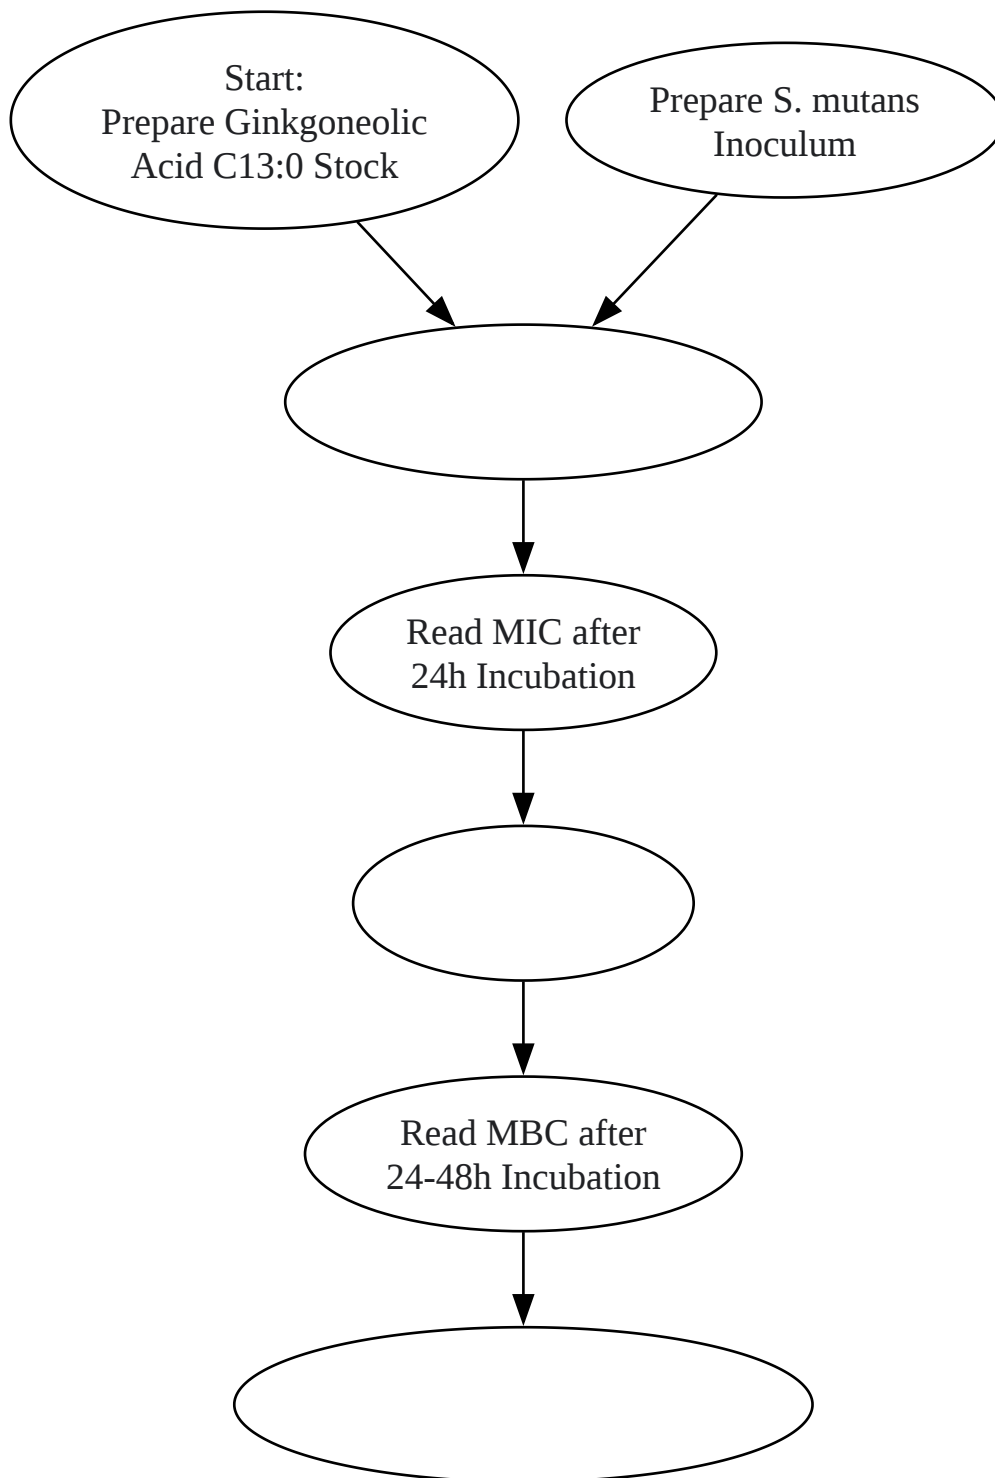 Start:
Prepare Ginkgoneolic
Acid C13:0 Stock
Prepare S. mutans
Inoculum
Read MIC after
24h Incubation
Read MBC after
24-48h Incubation